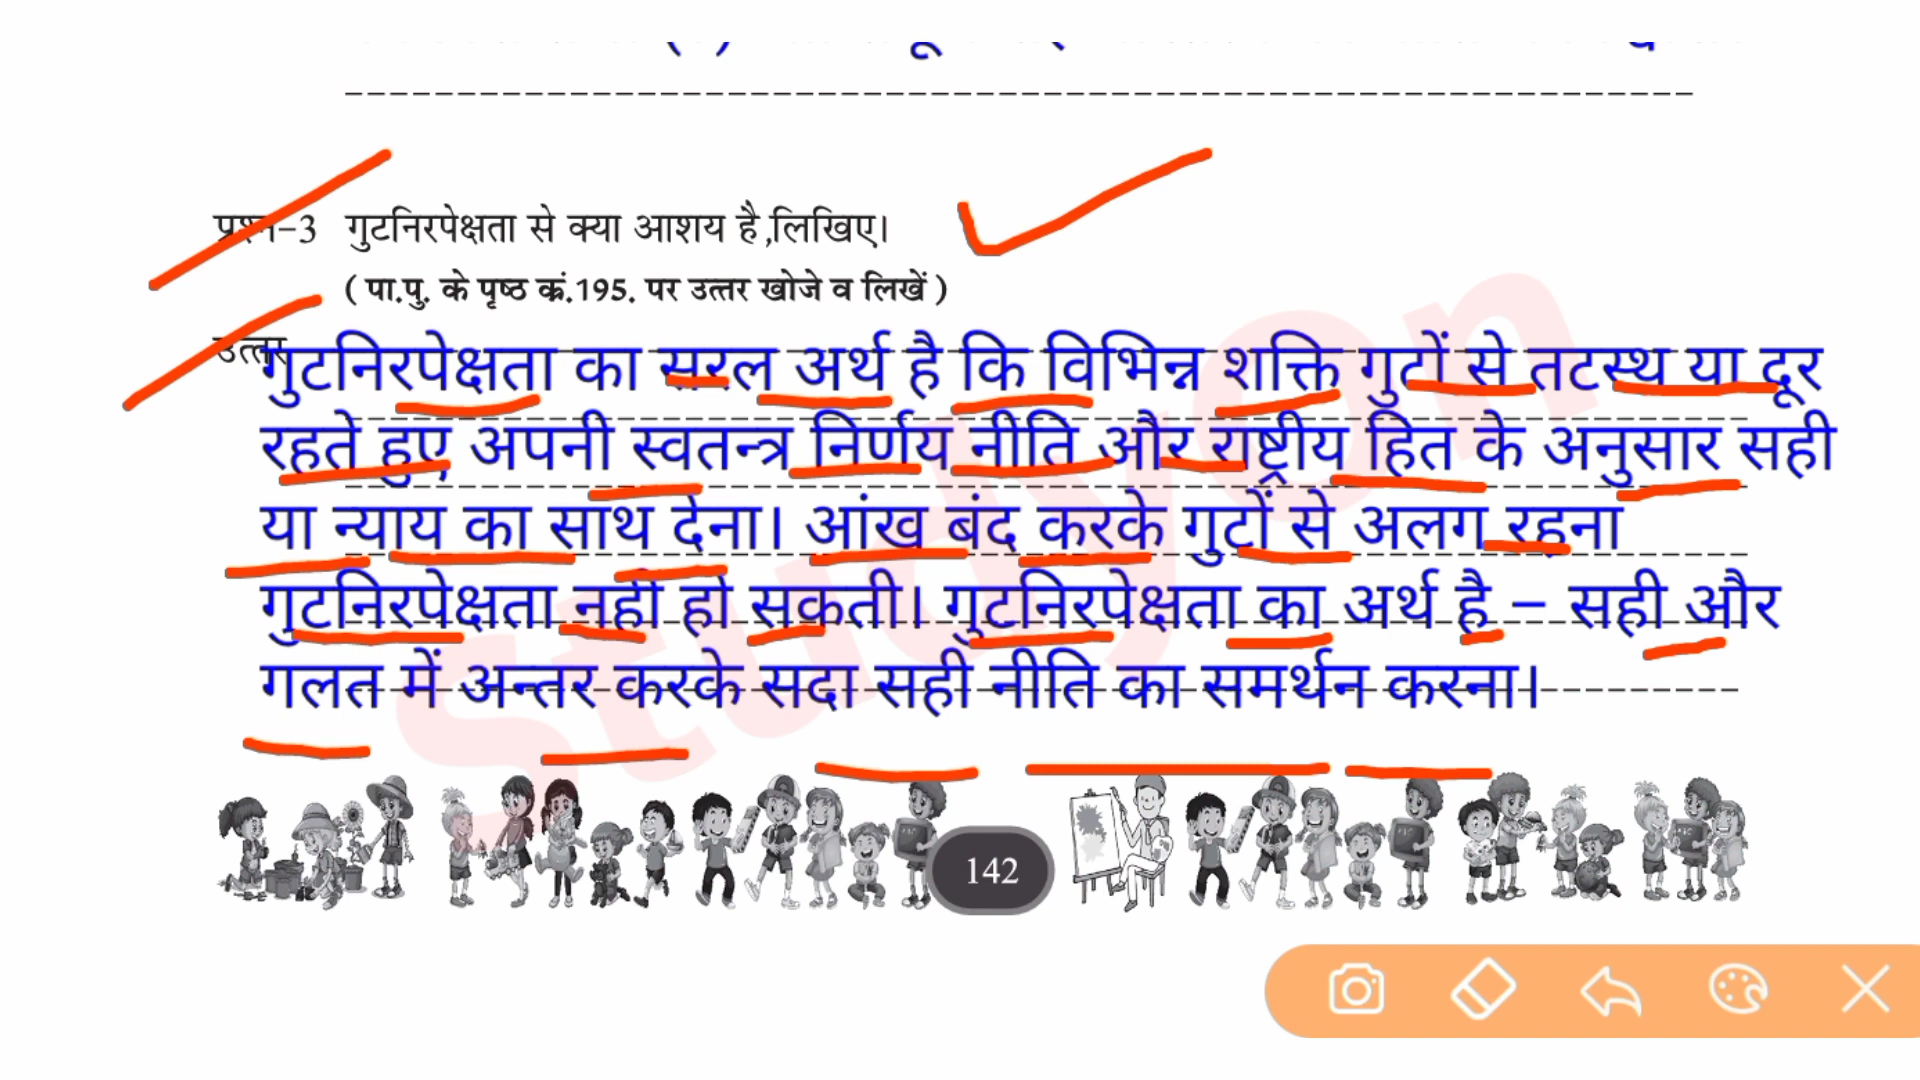 प्रश्न-3 गुटनिरपेक्षता से क्या आशय है,लिखिए।
( पा.पु. के पृष्ठ कं.195. पर उत्तर खोजे व लिखें )
उत्तर
गुटनिरपेक्षता का सरल अर्थ है कि विभिन्न शक्ति गुटों से तटस्थ या दूर
रहते हुए अपनी स्वतन्त्र निर्णय नीति और राष्ट्रीय हित के अनुसार सही
या न्याय का साथ देना। आंख बंद करके गुटों से अलग रहना
गुटनिरपेक्षता नहीं हो सकती। गुटनिरपेक्षता का अर्थ है – सही और
गलत में अन्तर करके सदा सही नीति का समर्थन करना।
Studyon
142